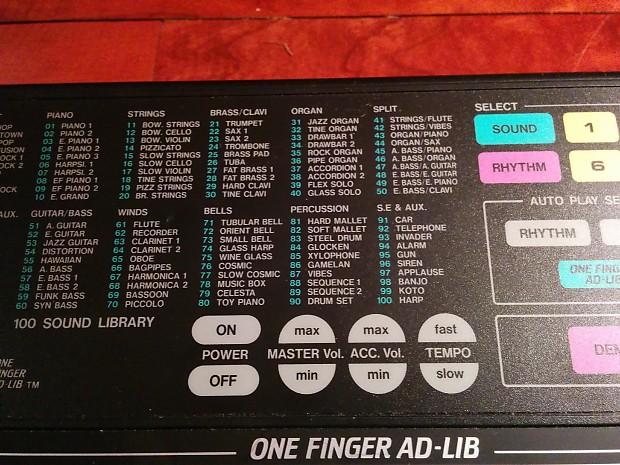 PIANO
01 PIANO 1
02 PIANO 2
03 E. PIANO 1
04 E. PIANO 2
05 E. PIANO 3
06 HARPSI. 1
07 HARPSI. 2
08 EF PIANO 1
09 EF PIANO 2
10 E. GRAND
STRINGS
11 BOW. STRINGS
12 BOW. CELLO
13 BOW. VIOLIN
14 PIZZICATO
15 SLOW STRINGS
16 SLOW CELLO
17 SLOW VIOLIN
18 TINE STRINGS
19 PIZZ STRINGS
20 BR. STRINGS
BRASS/CLAVI
21 TRUMPET
22 SAX 1
23 SAX 2
24 TROMBONE
25 BRASS PAD
26 TUBA
27 FAT BRASS 1
28 FAT BRASS 2
29 HARD CLAVI
30 TINE CLAVI
ORGAN
31 JAZZ ORGAN
32 TINE ORGAN
33 DRAWBAR 1
34 DRAWBAR 2
35 ROCK ORGAN
36 PIPE ORGAN
37 ACCORDION 1
38 ACCORDION 2
39 FLEX SOLO
40 GLASS SOLO
SPLIT
41 STRINGS/FLUTE
42 STRINGS/VIBES
43 ORGAN/PIANO
44 ORGAN/SAX
45 A. BASS/PIANO
46 A. BASS/ORGAN
47 A. BASS/A. GUITAR
48 E. BASS/E. GUITAR
49 E. BASS/E. PIANO
50 E. BASS/CLAVI
SELECT
SOUND
1
RHYTHM
6
TOWN
ROCK
AUX.
GUITAR/BASS
51 A. GUITAR
52 E. GUITAR
53 JAZZ GUITAR
54 DISTORTION
55 HAWAIIAN
56 A. BASS
57 E. BASS 1
58 E. BASS 2
59 FUNK BASS
60 SYN BASS
WINDS
61 FLUTE
62 RECORDER
63 CLARINET 1
64 CLARINET 2
65 OBOE
66 BAGPIPES
67 HARMONICA 1
68 HARMONICA 2
69 BASSOON
70 PICCOLO
BELLS
71 TUBULAR BELL
72 ORIENT BELL
73 SMALL BELL
74 GLASS HARP
75 WINE GLASS
76 COSMIC
77 SLOW COSMIC
78 MUSIC BOX
79 CELESTA
80 TOY PIANO
PERCUSSION
81 HARD MALLET
82 SOFT MALLET
83 STEEL DRUM
84 GLOCKEN
85 XYLOPHONE
86 GAMELAN
87 VIBES
88 SEQUENCE 1
89 SEQUENCE 2
90 DRUM SET
S.E & AUX.
91 CAR
92 TELEPHONE
93 INVADER
94 ALARM
95 GUN
96 SIREN
97 APPLAUSE
98 BANJO
99 KOTO
100 HARP
AUTO PLAY SE
RHYTHM
ONE FING
AD-LIB
100 SOUND LIBRARY
ON
POWER
OFF
max
MASTER Vol.
min
max
ACC. Vol.
min
fast
TEMPO
slow
DEM
ONE
FINGER
AD-LIB TM
ONE FINGER AD-LIB